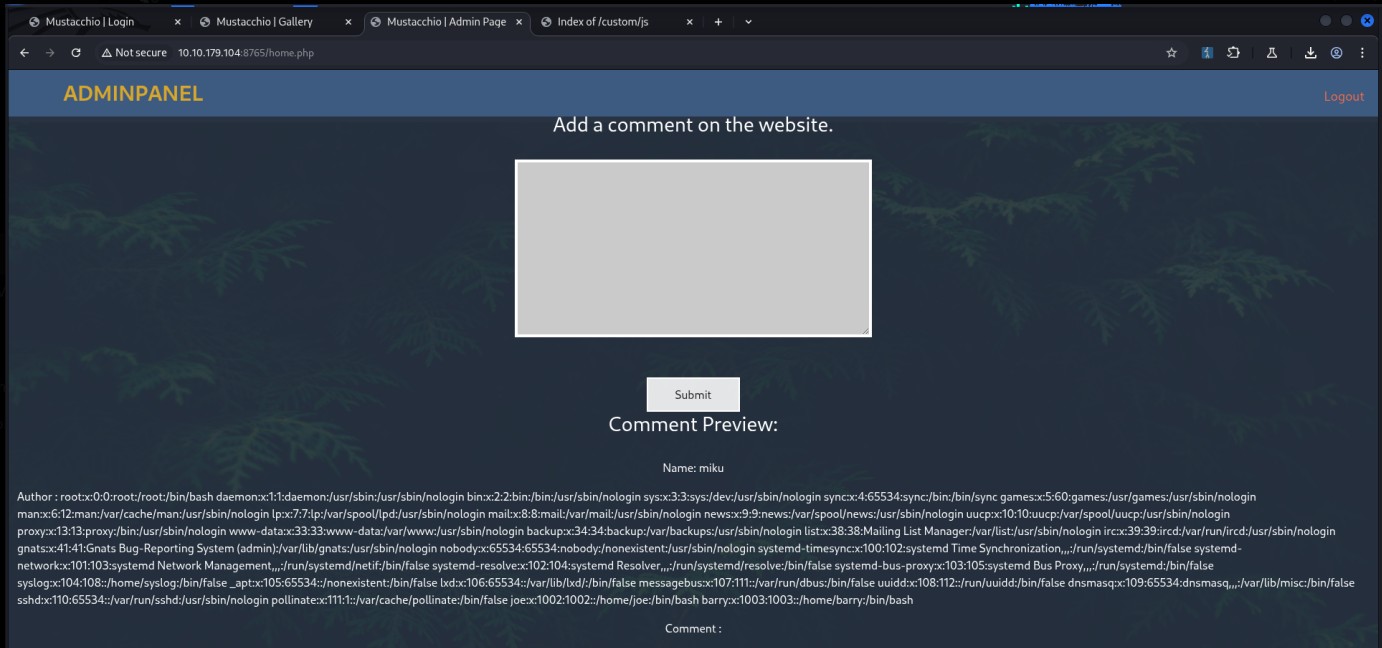 Mustacchio | Login
Mustacchio | Gallery
Mustacchio | Admin Page
Index of /custom/js
Not secure 10.10.179.104:8765/home.php
ADMINPANEL
Logout
Add a comment on the website.
Submit
Comment Preview:
Name: miku
Author : root:x:0:0:root:/root:/bin/bash daemon:x:1:1:daemon:/usr/sbin:/usr/sbin/nologin bin:x:2:2:bin:/bin:/usr/sbin/nologin sys:x:3:3:sys:/dev:/usr/sbin/nologin sync:x:4:65534:sync:/bin:/bin/sync games:x:5:60:games:/usr/games:/usr/sbin/nologin
man:x:6:12:man:/var/cache/man:/usr/sbin/nologin lp:x:7:7:lp:/var/spool/lpd:/usr/sbin/nologin mail:x:8:8:mail:/var/mail:/usr/sbin/nologin news:x:9:9:news:/var/spool/news:/usr/sbin/nologin uucp:x:10:10:uucp:/var/spool/uucp:/usr/sbin/nologin
proxy:x:13:13:proxy:/bin:/usr/sbin/nologin www-data:x:33:33:www-data:/var/www:/usr/sbin/nologin backup:x:34:34:backup:/var/backups:/usr/sbin/nologin list:x:38:38:Mailing List Manager:/var/list:/usr/sbin/nologin irc:x:39:39:ircd:/var/run/ircd:/usr/sbin/nologin
gnats:x:41:41:Gnats Bug-Reporting System (admin):/var/lib/gnats:/usr/sbin/nologin nobody:x:65534:65534:nobody:/nonexistent:/usr/sbin/nologin systemd-timesync:x:100:102:systemd Time Synchronization,,,:/run/systemd:/bin/false systemd-
network:x:101:103:systemd Network Management,,,:/run/systemd/netif:/bin/false systemd-resolve:x:102:104:systemd Resolver,,,:/run/systemd/resolve:/bin/false systemd-bus-proxy:x:103:105:systemd Bus Proxy,,,:/run/systemd:/bin/false
syslog:x:104:108::/home/syslog:/bin/false _apt:x:105:65534::/nonexistent:/bin/false lxd:x:106:65534::/var/lib/lxd/:/bin/false messagebus:x:107:111::/var/run/dbus:/bin/false uuidd:x:108:112::/run/uuidd:/bin/false dnsmasq:x:109:65534:dnsmasq,,,:/var/lib/misc:/bin/false
sshd:x:110:65534::/var/run/sshd:/usr/sbin/nologin pollinate:x:111:1::/var/cache/pollinate:/bin/false joe:x:1002:1002::/home/joe:/bin/bash barry:x:1003:1003::/home/barry:/bin/bash
Comment :